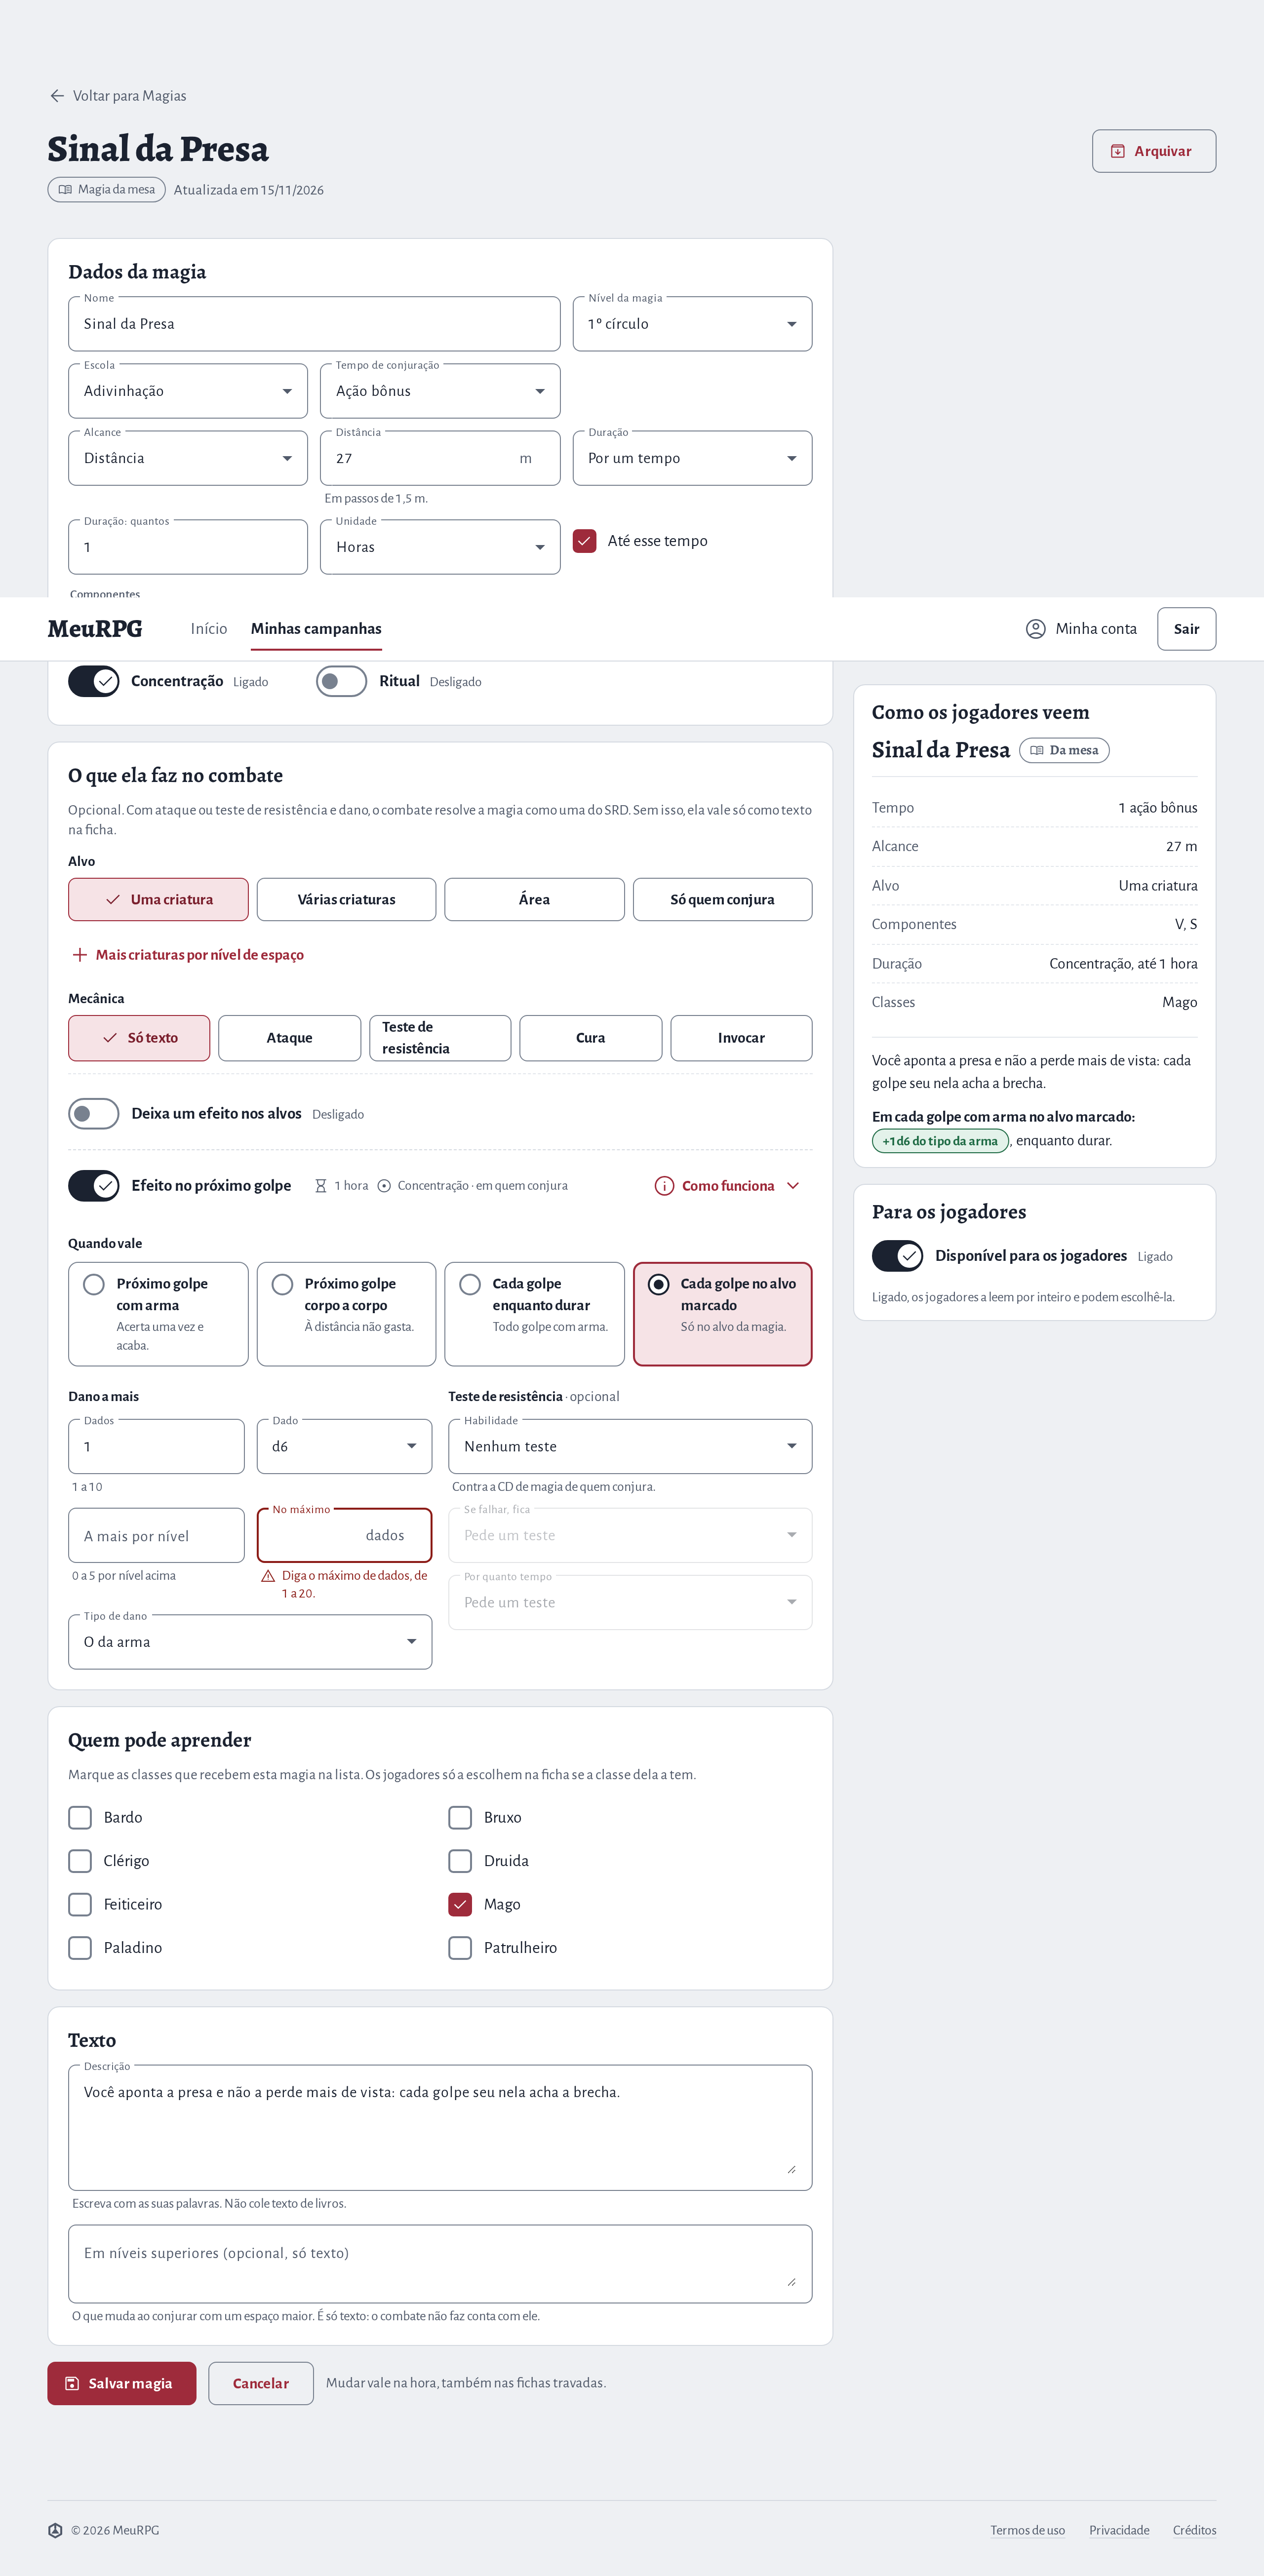 Voltar para Magias
Sinal da Presa
Arquivar
Magia da mesa
Atualizada em 15/11/2026
Dados da magia
Nome
Sinal da Presa
Nível da magia
1º círculo
Escola
Adivinhação
Tempo de conjuração
Ação bônus
Alcance
Distância
Distância
27 m
Duração
Por um tempo
Em passos de 1,5 m.
Duração: quantos
1
Unidade
Horas
Até esse tempo
Componentes
MeuRPG
Início
Minhas campanhas
Minha conta
Sair
Concentração Ligado
Ritual Desligado
O que ela faz no combate
Opcional. Com ataque ou teste de resistência e dano, o combate resolve a magia como uma do SRD. Sem isso, ela vale só como texto
na ficha.
Alvo
Uma criatura
Várias criaturas
Área
Só quem conjura
Mais criaturas por nível de espaço
Mecânica
Só texto
Ataque
Teste de
resistência
Cura
Invocar
Deixa um efeito nos alvos Desligado
Efeito no próximo golpe
1 hora
Concentração · em quem conjura
Como funciona
Quando vale
Próximo golpe
com arma
Acerta uma vez e
acaba.
Próximo golpe
corpo a corpo
À distância não gasta.
Cada golpe
enquanto durar
Todo golpe com arma.
Cada golpe no alvo
marcado
Só no alvo da magia.
Dano a mais
Dados
1
1 a 10
Dado
d6
A mais por nível
0 a 5 por nível acima
No máximo
dados
Diga o máximo de dados, de
1 a 20.
Tipo de dano
O da arma
Teste de resistência · opcional
Habilidade
Nenhum teste
Contra a CD de magia de quem conjura.
Se falhar, fica
Pede um teste
Por quanto tempo
Pede um teste
Quem pode aprender
Marque as classes que recebem esta magia na lista. Os jogadores só a escolhem na ficha se a classe dela a tem.
Bardo
Bruxo
Clérigo
Druida
Feiticeiro
Mago
Paladino
Patrulheiro
Texto
Descrição
Você aponta a presa e não a perde mais de vista: cada golpe seu nela acha a brecha.
Escreva com as suas palavras. Não cole texto de livros.
Em níveis superiores (opcional, só texto)
O que muda ao conjurar com um espaço maior. É só texto: o combate não faz conta com ele.
Salvar magia
Cancelar
Mudar vale na hora, também nas fichas travadas.
Como os jogadores veem
Sinal da Presa
Da mesa
Tempo 1 ação bônus
Alcance 27 m
Alvo Uma criatura
Componentes V, S
Duração Concentração, até 1 hora
Classes Mago
Você aponta a presa e não a perde mais de vista: cada
golpe seu nela acha a brecha.
Em cada golpe com arma no alvo marcado:
+1d6 do tipo da arma, enquanto durar.
Para os jogadores
Disponível para os jogadores Ligado
Ligado, os jogadores a leem por inteiro e podem escolhê-la.
© 2026 MeuRPG
Termos de uso
Privacidade
Créditos